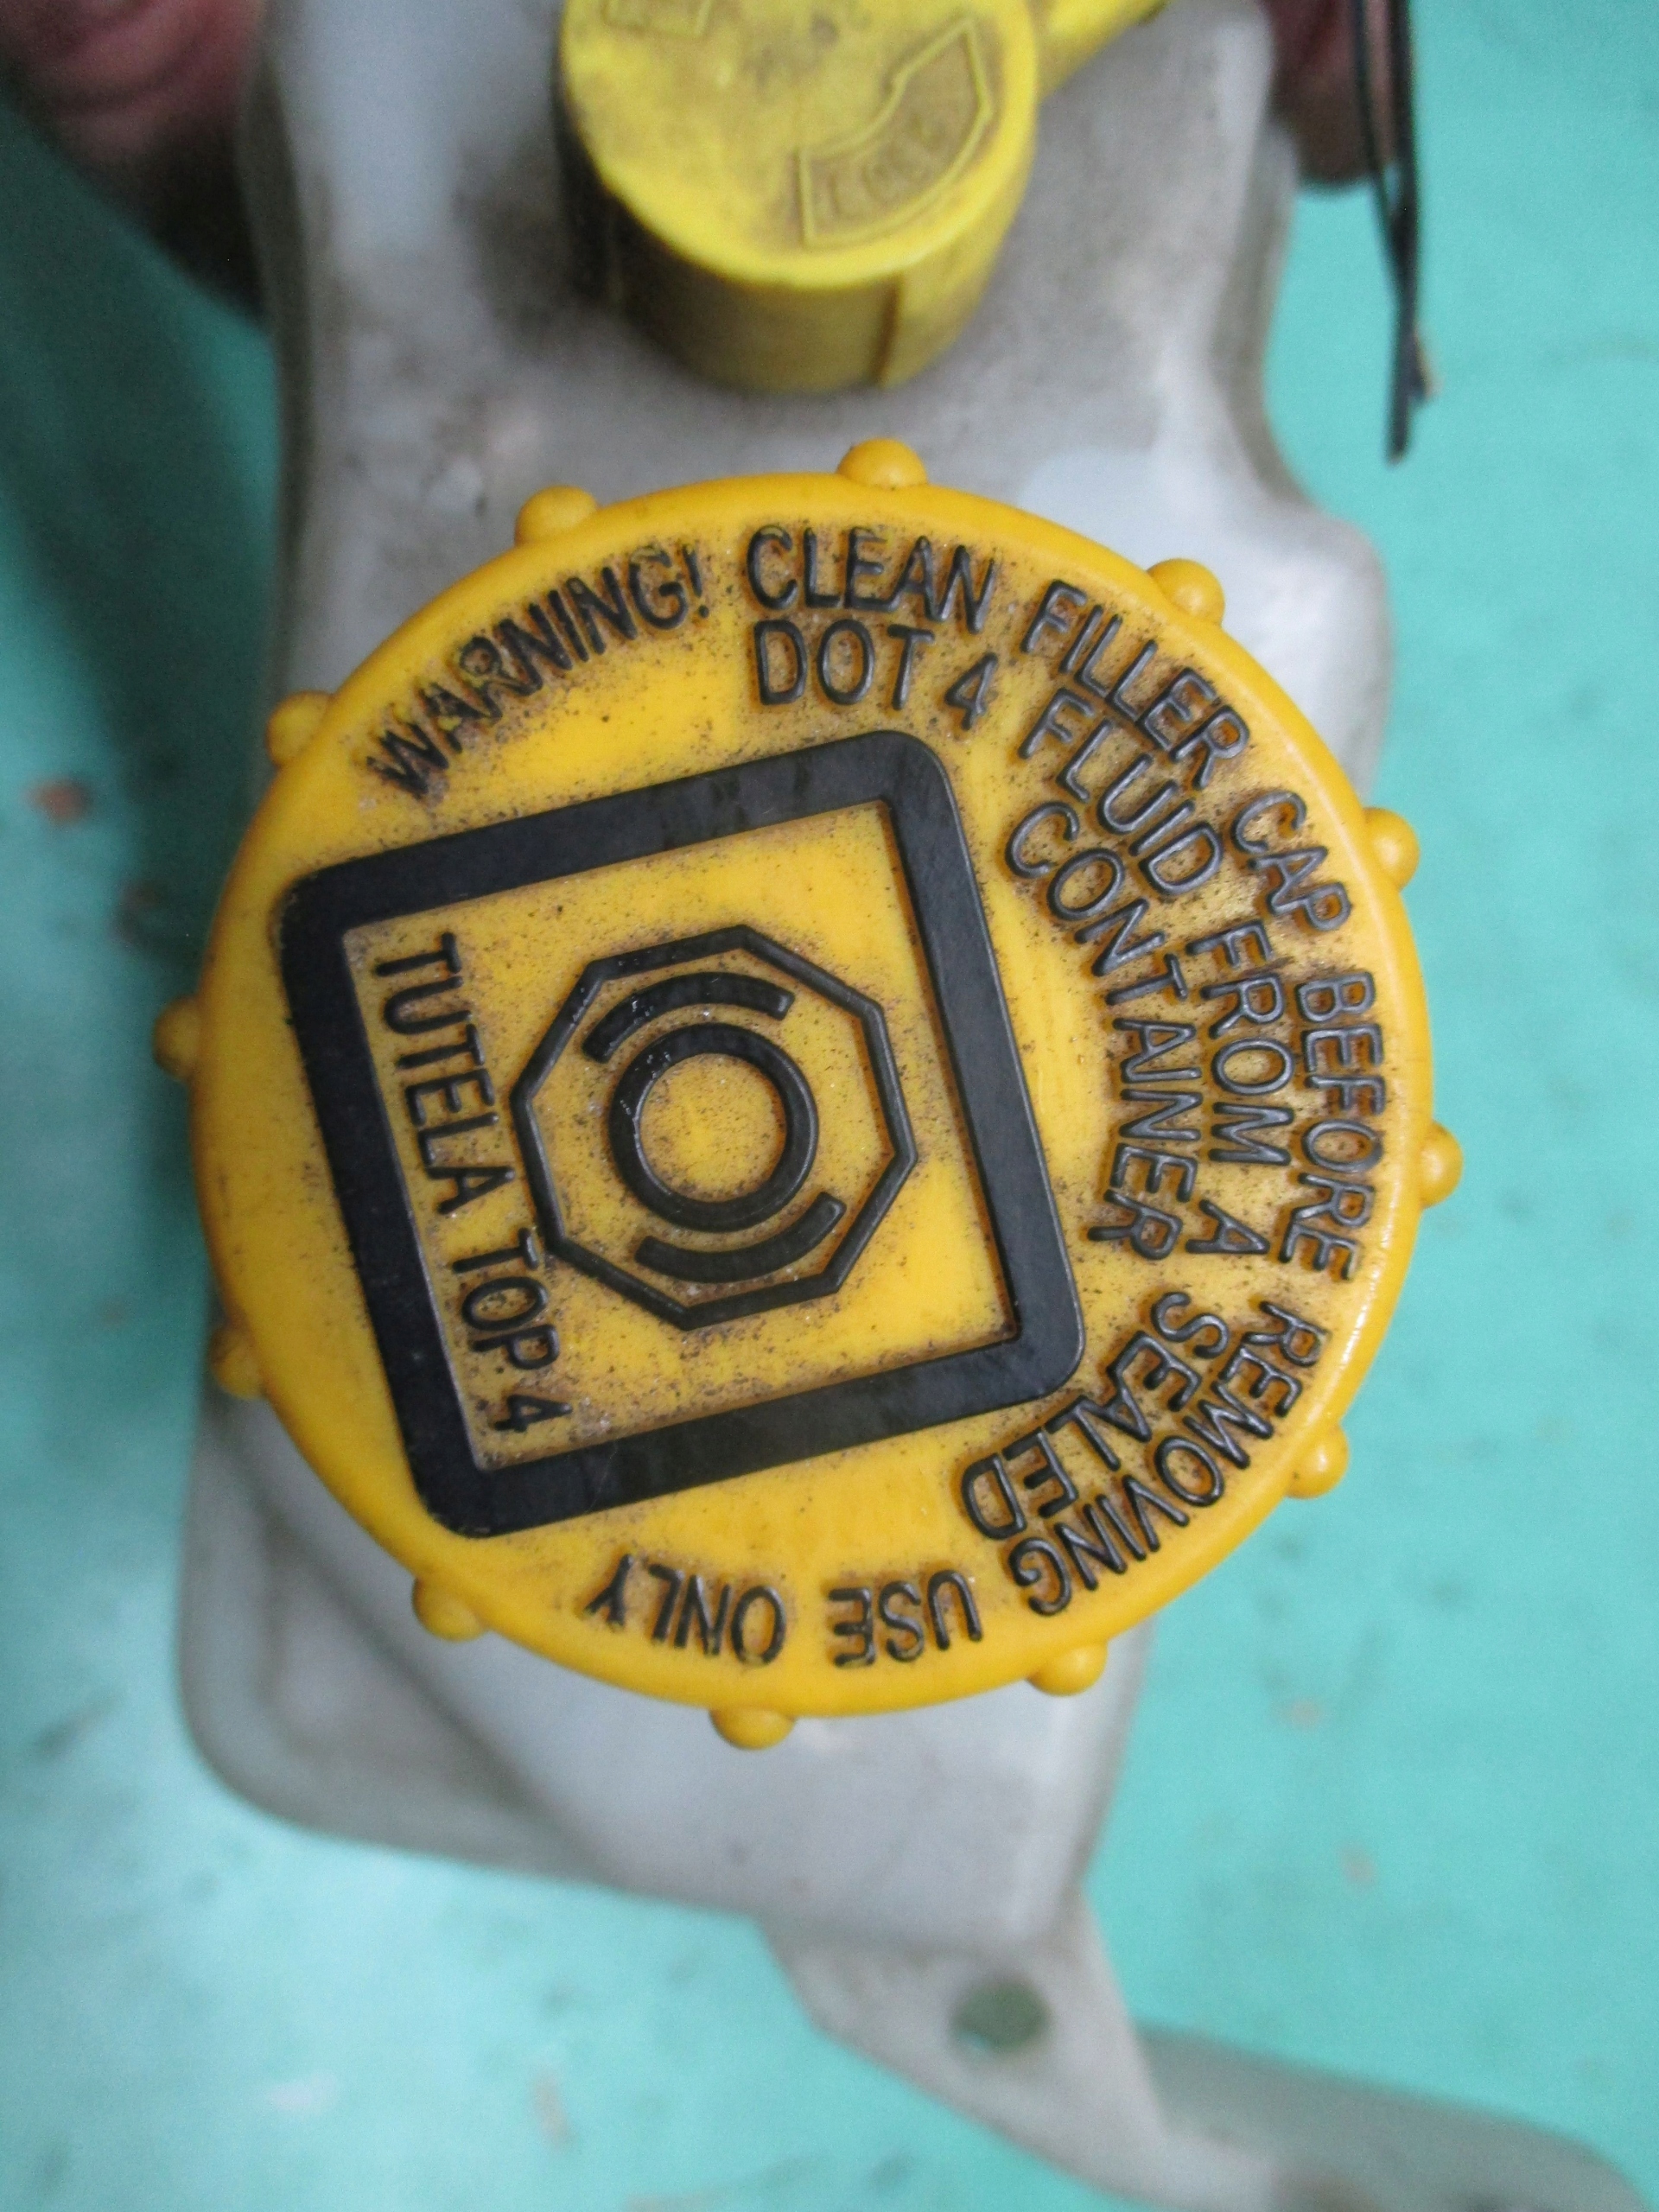 WARNING! CLEAN FILLER CAP BEFORE REMOVING USE ONLY
DOT 4 FLUID FROM A SEALED
CONTAINER
TUTELA TOP 4